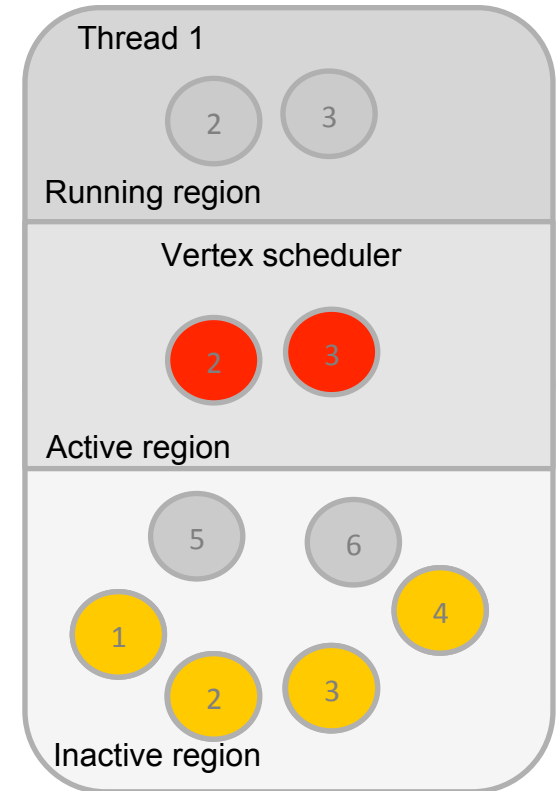 Thread 1
2 3
Running region
Vertex scheduler
2 3
Active region
5 6
4
1
2 3
Inactive region